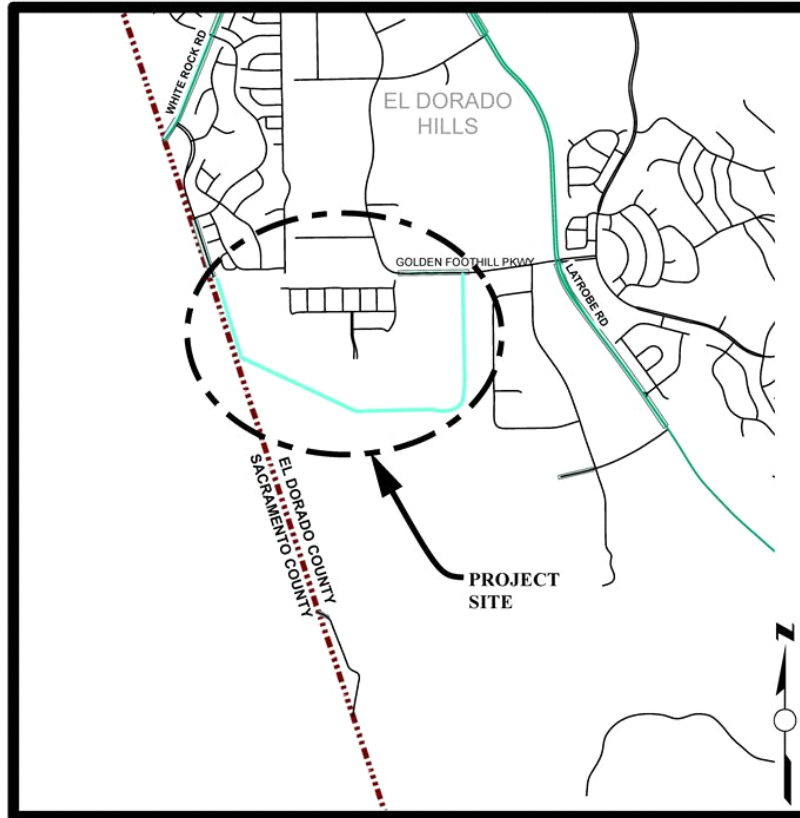 WHITE ROCK RD
EL DORADO
HILLS
GOLDEN FOOTHILL PKWY
LATROBE RD
EL DORADO COUNTY
SACRAMENTO COUNTY
PROJECT
SITE
N